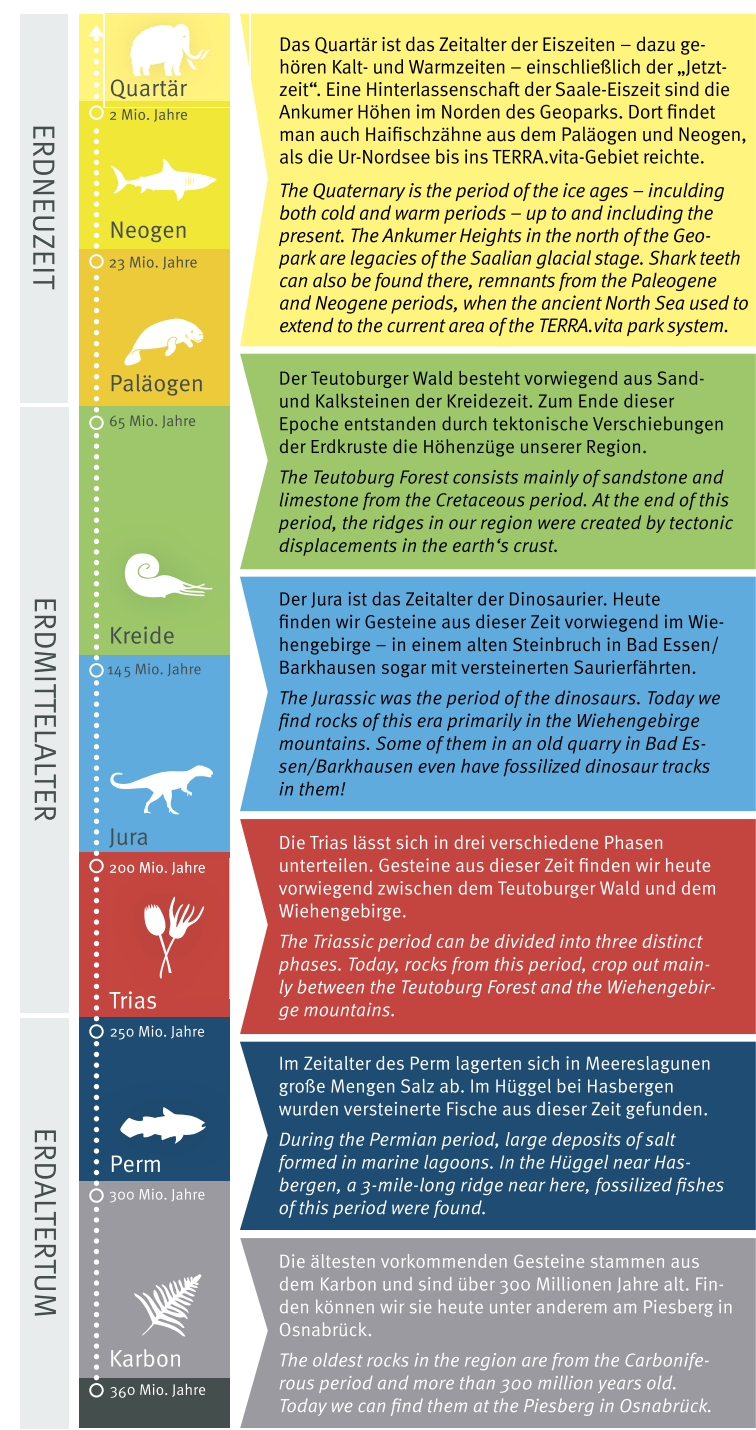 ERDNEUZEIT
Quartär
2 Mio. Jahre
Neogen
23 Mio. Jahre
Paläogen
Das Quartär ist das Zeitalter der Eiszeiten – dazu ge-
hören Kalt- und Warmzeiten – einschließlich der „Jetzt-
zeit“. Eine Hinterlassenschaft der Saale-Eiszeit sind die
Ankumer Höhen im Norden des Geoparks. Dort findet
man auch Haifischzähne aus dem Paläogen und Neogen,
als die Ur-Nordsee bis ins TERRA.vita-Gebiet reichte.
The Quaternary is the period of the ice ages – inculding
both cold and warm periods – up to and including the
present. The Ankumer Heights in the north of the Geo-
park are legacies of the Saalian glacial stage. Shark teeth
can also be found there, remnants from the Paleogene
and Neogene periods, when the ancient North Sea used to
extend to the current area of the TERRA.vita park system.
ERDMITTELALTER
65 Mio. Jahre
Kreide
Der Teutoburger Wald besteht vorwiegend aus Sand-
und Kalksteinen der Kreidezeit. Zum Ende dieser
Epoche entstanden durch tektonische Verschiebungen
der Erdkruste die Höhenzüge unserer Region.
The Teutoburg Forest consists mainly of sandstone and
limestone from the Cretaceous period. At the end of this
period, the ridges in our region were created by tectonic
displacements in the earth‘s crust.
145 Mio. Jahre
Jura
Der Jura ist das Zeitalter der Dinosaurier. Heute
finden wir Gesteine aus dieser Zeit vorwiegend im Wie-
hengebirge – in einem alten Steinbruch in Bad Essen/
Barkhausen sogar mit versteinerten Saurierfährten.
The Jurassic was the period of the dinosaurs. Today we
find rocks of this era primarily in the Wiehengebirge
mountains. Some of them in an old quarry in Bad Es-
sen/Barkhausen even have fossilized dinosaur tracks
in them!
200 Mio. Jahre
Trias
Die Trias lässt sich in drei verschiedene Phasen
unterteilen. Gesteine aus dieser Zeit finden wir heute
vorwiegend zwischen dem Teutoburger Wald und dem
Wiehengebirge.
The Triassic period can be divided into three distinct
phases. Today, rocks from this period, crop out main-
ly between the Teutoburg Forest and the Wiehengebir-
ge mountains.
ERDALTERTUM
250 Mio. Jahre
Perm
Im Zeitalter des Perm lagerten sich in Meereslagunen
große Mengen Salz ab. Im Hüggel bei Hasbergen
wurden versteinerte Fische aus dieser Zeit gefunden.
During the Permian period, large deposits of salt
formed in marine lagoons. In the Hüggel near Has-
bergen, a 3-mile-long ridge near here, fossilized fishes
of this period were found.
300 Mio. Jahre
Karbon
360 Mio. Jahre
Die ältesten vorkommenden Gesteine stammen aus
dem Karbon und sind über 300 Millionen Jahre alt. Fin-
den können wir sie heute unter anderem am Piesberg in
Osnabrück.
The oldest rocks in the region are from the Carbonife-
rous period and more than 300 million years old.
Today we can find them at the Piesberg in Osnabrück.